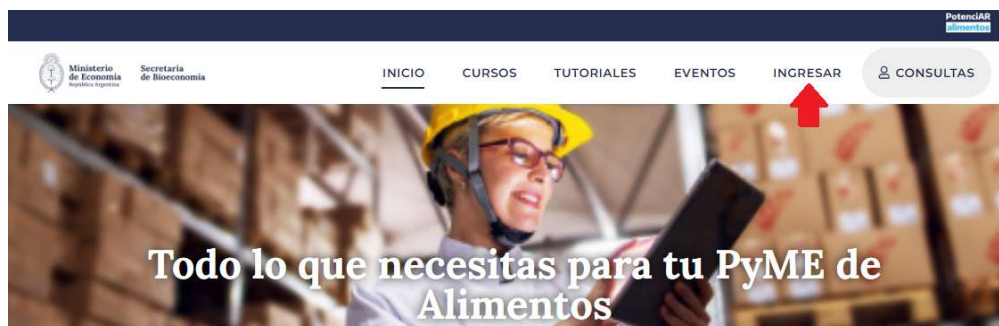 PotenciAR
alimentos
Ministerio
de Economía
República Argentina
Secretaría
de Bioeconomía
INICIO
CURSOS
TUTORIALES
EVENTOS
INGRESAR
CONSULTAS
Todo lo que necesitas para tu PyME de
Alimentos